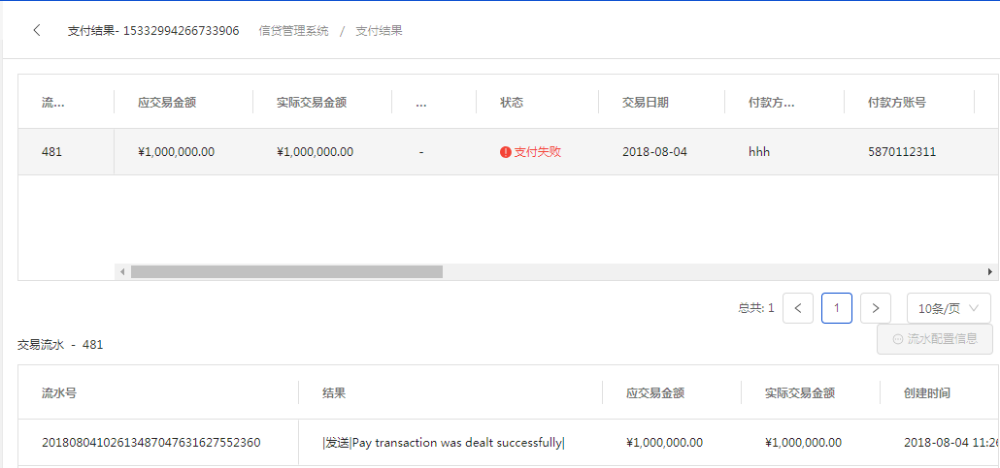 支付结果- 15332994266733906 信贷管理系统 / 支付结果
流... 应交易金额 实际交易金额 ... 状态 交易日期 付款方... 付款方账号
481 ¥1,000,000.00 ¥1,000,000.00 - 支付失败 2018-08-04 hhh 5870112311
总共: 1 1 10条/页
流水配置信息
交易流水 - 481
流水号 结果 应交易金额 实际交易金额 创建时间
20180804102613487047631627552360 |发送|Pay transaction was dealt successfully| ¥1,000,000.00 ¥1,000,000.00 2018-08-04 11:26